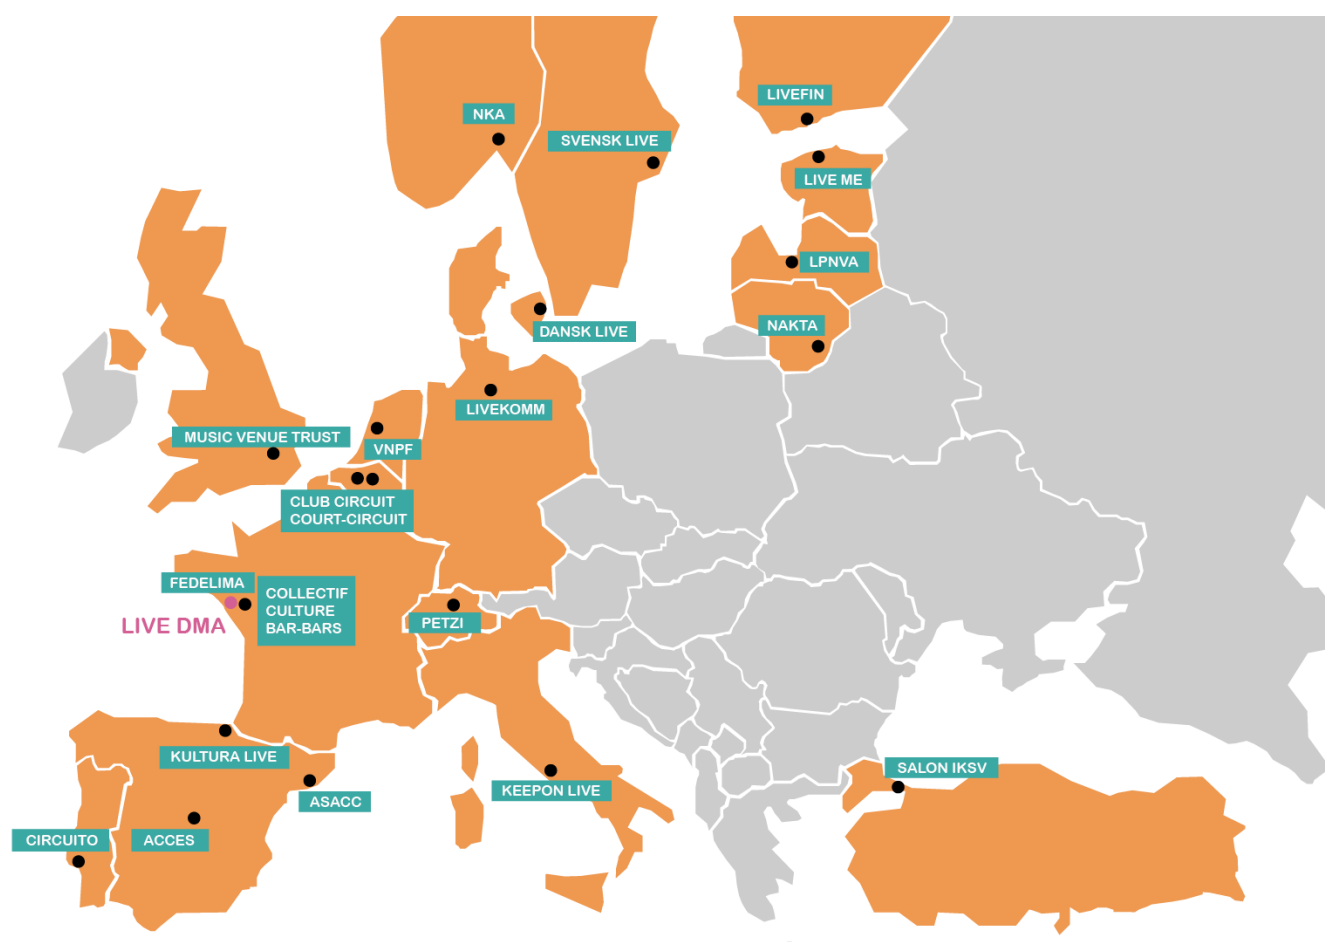 LIVEFIN
NKA
SVENSK LIVE
LIVE ME
LPNVA
NAKTA
DANSK LIVE
LIVEKOMM
MUSIC VENUE TRUST
VNPF
CLUB CIRCUIT
COURT-CIRCUIT
FEDELIMA
COLLECTIF
CULTURE
BAR-BARS
LIVE DMA
PETZI
KULTURA LIVE
SALON IKSV
KEEPON LIVE
ASACC
CIRCUITO
ACCES